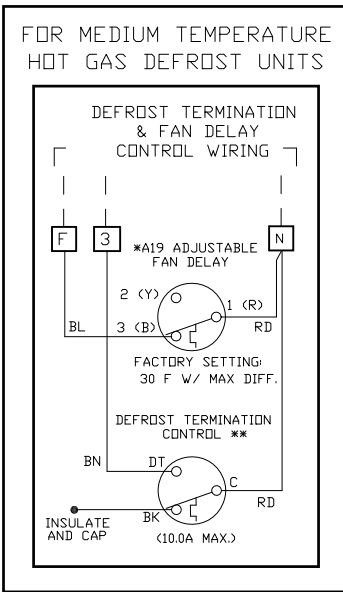 FOR MEDIUM TEMPERATURE
HOT GAS DEFROST UNITS
DEFROST TERMINATION
& FAN DELAY
CONTROL WIRING
F
3
N
*A19 ADJUSTABLE
FAN DELAY
2 (Y)
1 (R)
BL
3 (B)
RD
FACTORY SETTING:
30 F W/ MAX DIFF.
DEFROST TERMINATION
CONTROL **
BN
DT
C
RD
BK
INSULATE
AND CAP
(10.0A MAX.)